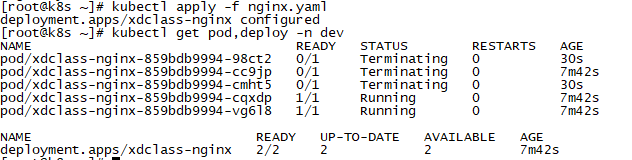 [root@k8s ~]# kubectl apply -f nginx.yaml
deployment.apps/xdclass-nginx configured
[root@k8s ~]# kubectl get pod,deploy -n dev
NAME READY STATUS RESTARTS AGE
pod/xdclass-nginx-859bdb9994-98ct2 0/1 Terminating 0 30s
pod/xdclass-nginx-859bdb9994-cc9jp 0/1 Terminating 0 7m42s
pod/xdclass-nginx-859bdb9994-cmht5 0/1 Terminating 0 30s
pod/xdclass-nginx-859bdb9994-cqxdp 1/1 Running 0 7m42s
pod/xdclass-nginx-859bdb9994-vg6l8 1/1 Running 0 7m42s
NAME READY UP-TO-DATE AVAILABLE AGE
deployment.apps/xdclass-nginx 2/2 2 2 7m42s
[root@k8s ~]#